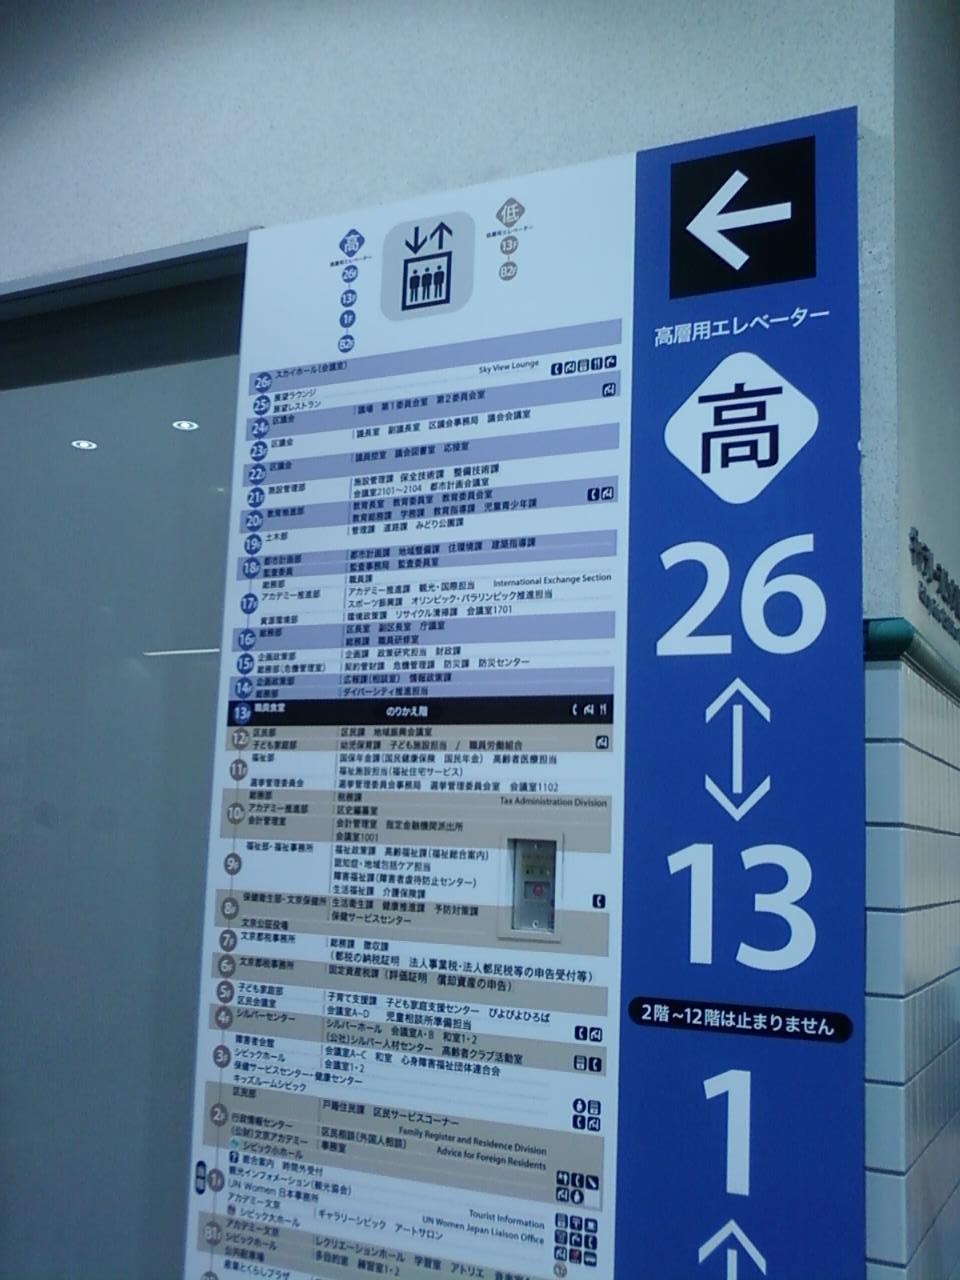 高
26F
13F
1F
B2F
低
13F
B2F
高層用エレベーター
高
26
13
2階~12階は止まりません
1
26F スカイホール(会議室)
25F 展望ラウンジ 展望レストラン Sky View Lounge
24F 区議会 議場 第1委員会室 第2委員会室
23F 区議会 議長室 副議長室 区議会事務局 議会会議室
22F 区議会 議員控室 議会図書室 応接室
21F 施設管理部 施設管理課 保全技術課 整備技術課
会議室2101~2104 都市計画会議室
20F 教育推進部 教育長室 教育委員室 教育委員会室
教育総務課 学務課 教育指導課 児童青少年課
19F 土木部 管理課 道路課 みどり公園課
18F 都市計画部 都市計画課 地域整備課 住環境課 建築指導課
監査委員 監査事務局 監査委員室
17F 総務部 職員課
アカデミー推進部 アカデミー推進課 観光・国際担当 International Exchange Section
スポーツ振興課 オリンピック・パラリンピック推進担当
資源環境部 環境政策課 リサイクル清掃課 会議室1701
16F 総務部 区長室 副区長室 庁議室
総務課 職員研修室
15F 企画政策部 企画課 政策研究担当 財政課
総務部(危機管理室) 契約管財課 危機管理課 防災課 防災センター
14F 企画政策部 広報課(相談室) 情報政策課
総務部 ダイバーシティ推進担当
13F 職員食堂 のりかえ階
12F 区民部 区民課 地域振興会議室
子ども家庭部 幼児保育課 子ども施設担当 / 職員労働組合
11F 福祉部 国保年金課(国民健康保険 国民年金) 高齢者医療担当
福祉施設担当(福祉住宅サービス)
選挙管理委員会 選挙管理委員会事務局 選挙管理委員会室 会議室1102
10F 総務部 税務課 Tax Administration Division
アカデミー推進部 区史編纂室
会計管理室 会計管理室 指定金融機関派出所
会議室1001
9F 福祉部・福祉事務所 福祉政策課 高齢福祉課(福祉総合案内)
認知症・地域包括ケア担当
障害福祉課(障害者虐待防止センター)
生活福祉課 介護保険課
8F 保健衛生部・文京保健所 生活衛生課 健康推進課 予防対策課
保健サービスセンター
文京公証役場
7F 文京都税事務所 総務課 徴収課
(都税の納税証明 法人事業税・法人都民税等の申告受付等)
6F 文京都税事務所 固定資産税課(評価証明 償却資産の申告)
5F 子ども家庭部 子育て支援課 子ども家庭支援センター ぴよぴよひろば
区民会議室 会議室A~D 児童相談所準備担当
4F シルバーセンター シルバーホール 会議室A・B 和室1・2
(公社)シルバー人材センター 高齢者クラブ活動室
3F 障害者会館 会議室A~C 和室 心身障害福祉団体連合会
シビックホール 会議室1・2
保健サービスセンター・健康センター
キッズルームシビック
2F 区民部 戸籍住民課 区民サービスコーナー
Family Register and Residence Division
行政情報センター 区民相談(外国人相談) Advice for Foreign Residents
(公財)文京アカデミー 事務室
シビック小ホール
1F 総合案内 時間外受付
観光インフォメーション(観光協会) Tourist Information
UN Women 日本事務所 UN Women Japan Liaison Office
アカデミー文京 ギャラリーシビック アートサロン
シビック大ホール
B1F アカデミー文京 レクリエーションホール 学習室 アトリエ
シビックホール 多目的室 練習室1・2
公共駐車場
産業とくらしプラザ